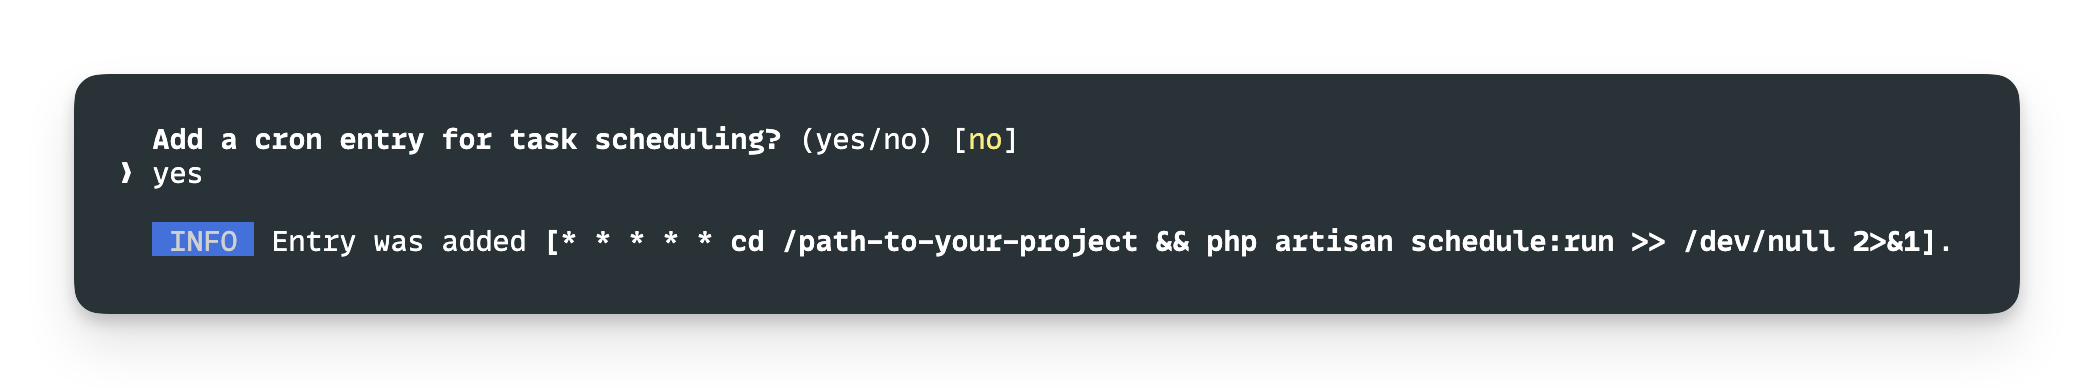 Add a cron entry for task scheduling? (yes/no) [no]
❯ yes
INFO Entry was added [* * * * * cd /path-to-your-project && php artisan schedule:run >> /dev/null 2>&1].